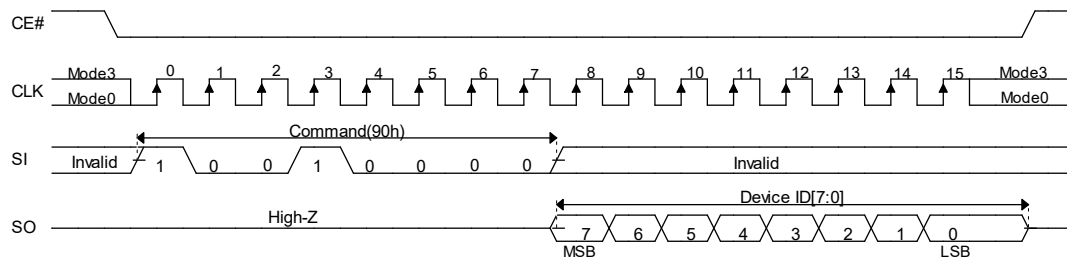 CE#
Mode3 0 1 2 3 4 5 6 7 8 9 10 11 12 13 14 15 Mode3
CLK
Mode0 Mode0
Command(90h)
SI Invalid 1 0 0 1 0 0 0 0 Invalid
Device ID[7:0]
High-Z
SO 7 6 5 4 3 2 1 0
MSB LSB